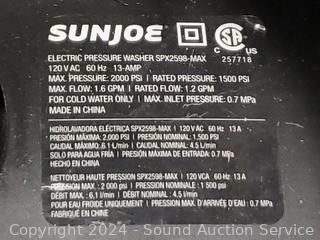 SUNJOE
C US
257718
ELECTRIC PRESSURE WASHER SPX2598-MAX
120 V AC 60 Hz 13-AMP
MAX. PRESSURE: 2000 PSI | RATED PRESSURE: 1500 PSI
MAX. FLOW: 1.6 GPM | RATED FLOW: 1.2 GPM
FOR COLD WATER ONLY | MAX. INLET PRESSURE: 0.7 MPa
MADE IN CHINA
HIDROLAVADORA ELÉCTRICA SPX2598-MAX | 120 V AC 60 Hz 13 A
PRESIÓN MÁXIMO: 2,000 PSI | PRESIÓN NOMINAL: 1,500 PSI
CAUDAL MÁXIMO: 6.1 L/min | CAUDAL NOMINAL: 4.5 L/min
SOLO PARA AGUA FRÍA | PRESIÓN MÁXIMA DE ENTRADA: 0.7 MPa
HECHO EN CHINA
NETTOYEUR HAUTE PRESSION SPX2598-MAX | 120 VCA 60 Hz 13 A
PRESSION MAX.: 2 000 psi | PRESSION NOMINALE: 1 500 psi
DÉBIT MAX.: 6,1 l/min | DÉBIT NOMINAL: 4,5 l/min
POUR EAU FROIDE UNIQUEMENT | PRESSION MAX. D'ARRIVÉE D'EAU: 0,7 MPa
FABRIQUÉ EN CHINE
Copyright 2024 - Sound Auction Service